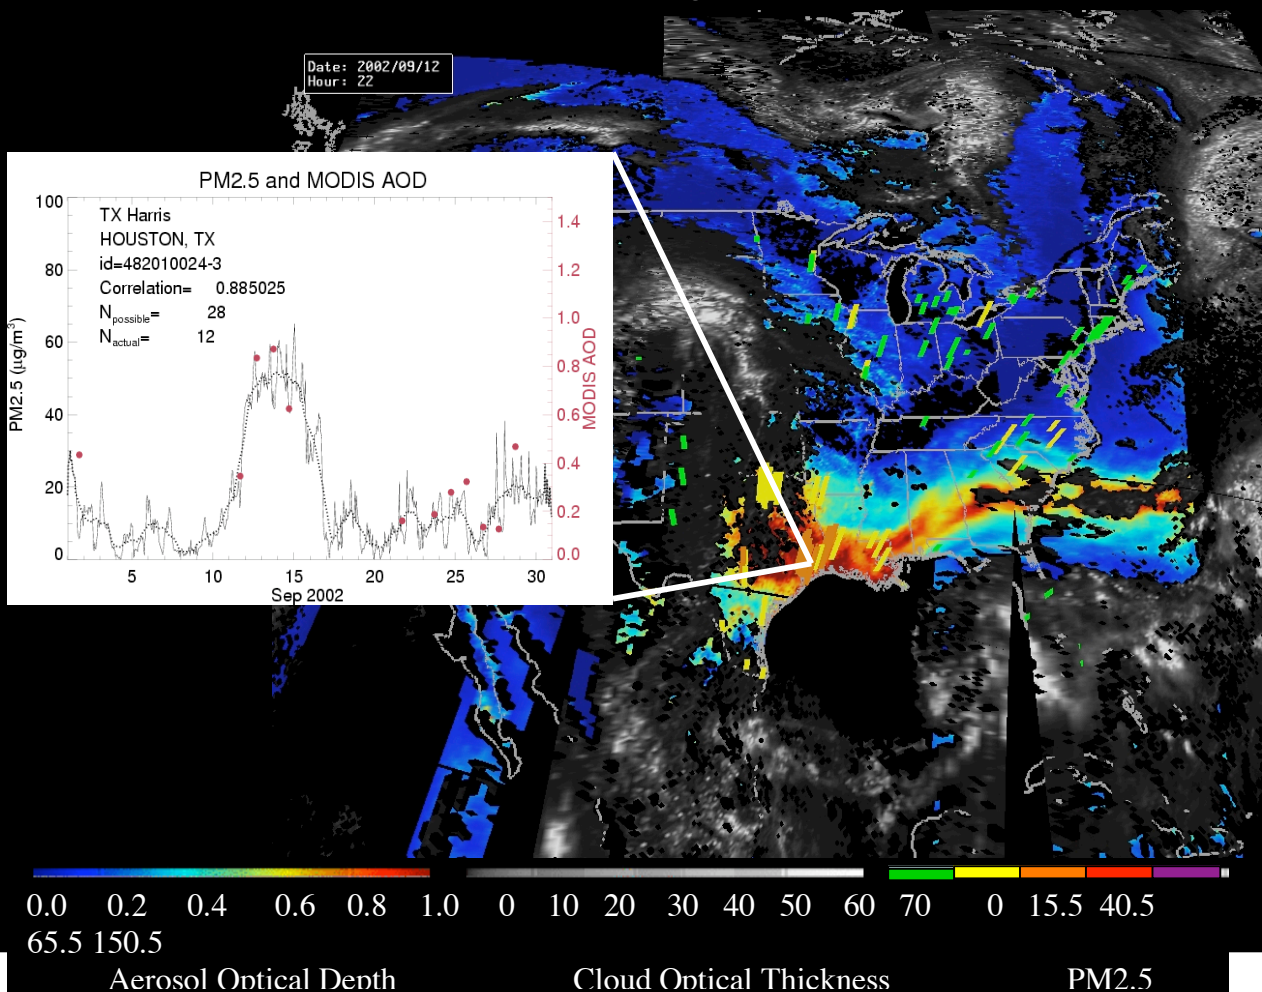 Date: 2002/09/12
Hour: 22
PM2.5 and MODIS AOD
TX Harris
HOUSTON, TX
id=482010024-3
Correlation= 0.885025
Npossible= 28
Nactual= 12
100
80
60
40
20
0
PM2.5 (µg/m³)
1.4
1.2
1.0
0.8
0.6
0.4
0.2
0.0
MODIS AOD
5 10 15 20 25 30
Sep 2002
0.0 0.2 0.4 0.6 0.8 1.0 0 10 20 30 40 50 60 70 0 15.5 40.5
65.5 150.5
Aerosol Optical Depth Cloud Optical Thickness PM2.5